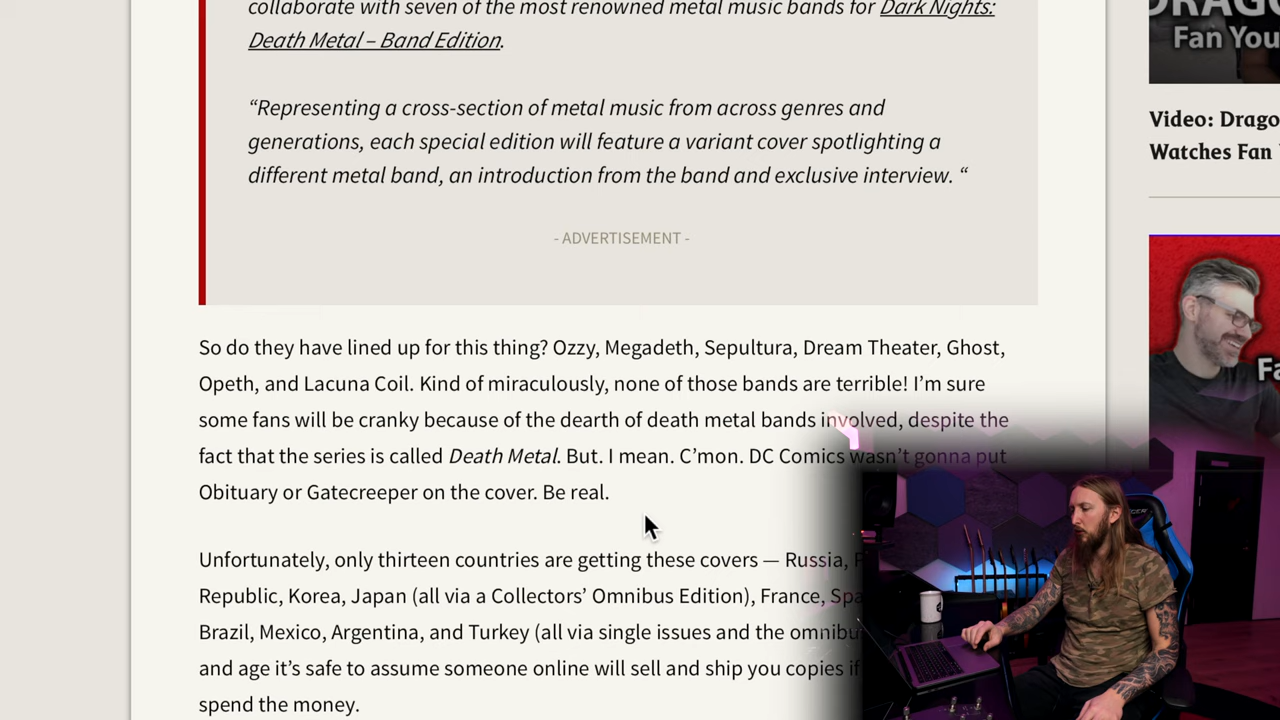 collaborate with seven of the most renowned metal music bands for Dark Nights:
Death Metal – Band Edition.
“Representing a cross-section of metal music from across genres and
generations, each special edition will feature a variant cover spotlighting a
different metal band, an introduction from the band and exclusive interview. “
- ADVERTISEMENT -
So do they have lined up for this thing? Ozzy, Megadeth, Sepultura, Dream Theater, Ghost,
Opeth, and Lacuna Coil. Kind of miraculously, none of those bands are terrible! I’m sure
some fans will be cranky because of the dearth of death metal bands involved, despite the
fact that the series is called Death Metal. But. I mean. C’mon. DC Comics wasn’t gonna put
Obituary or Gatecreeper on the cover. Be real.
Unfortunately, only thirteen countries are getting these covers — Russia,
Republic, Korea, Japan (all via a Collectors’ Omnibus Edition), France,
Brazil, Mexico, Argentina, and Turkey (all via single issues and the
and age it’s safe to assume someone online will sell and ship you copies if
spend the money.
Fan You
Video: Drago
Watches Fan
Fa